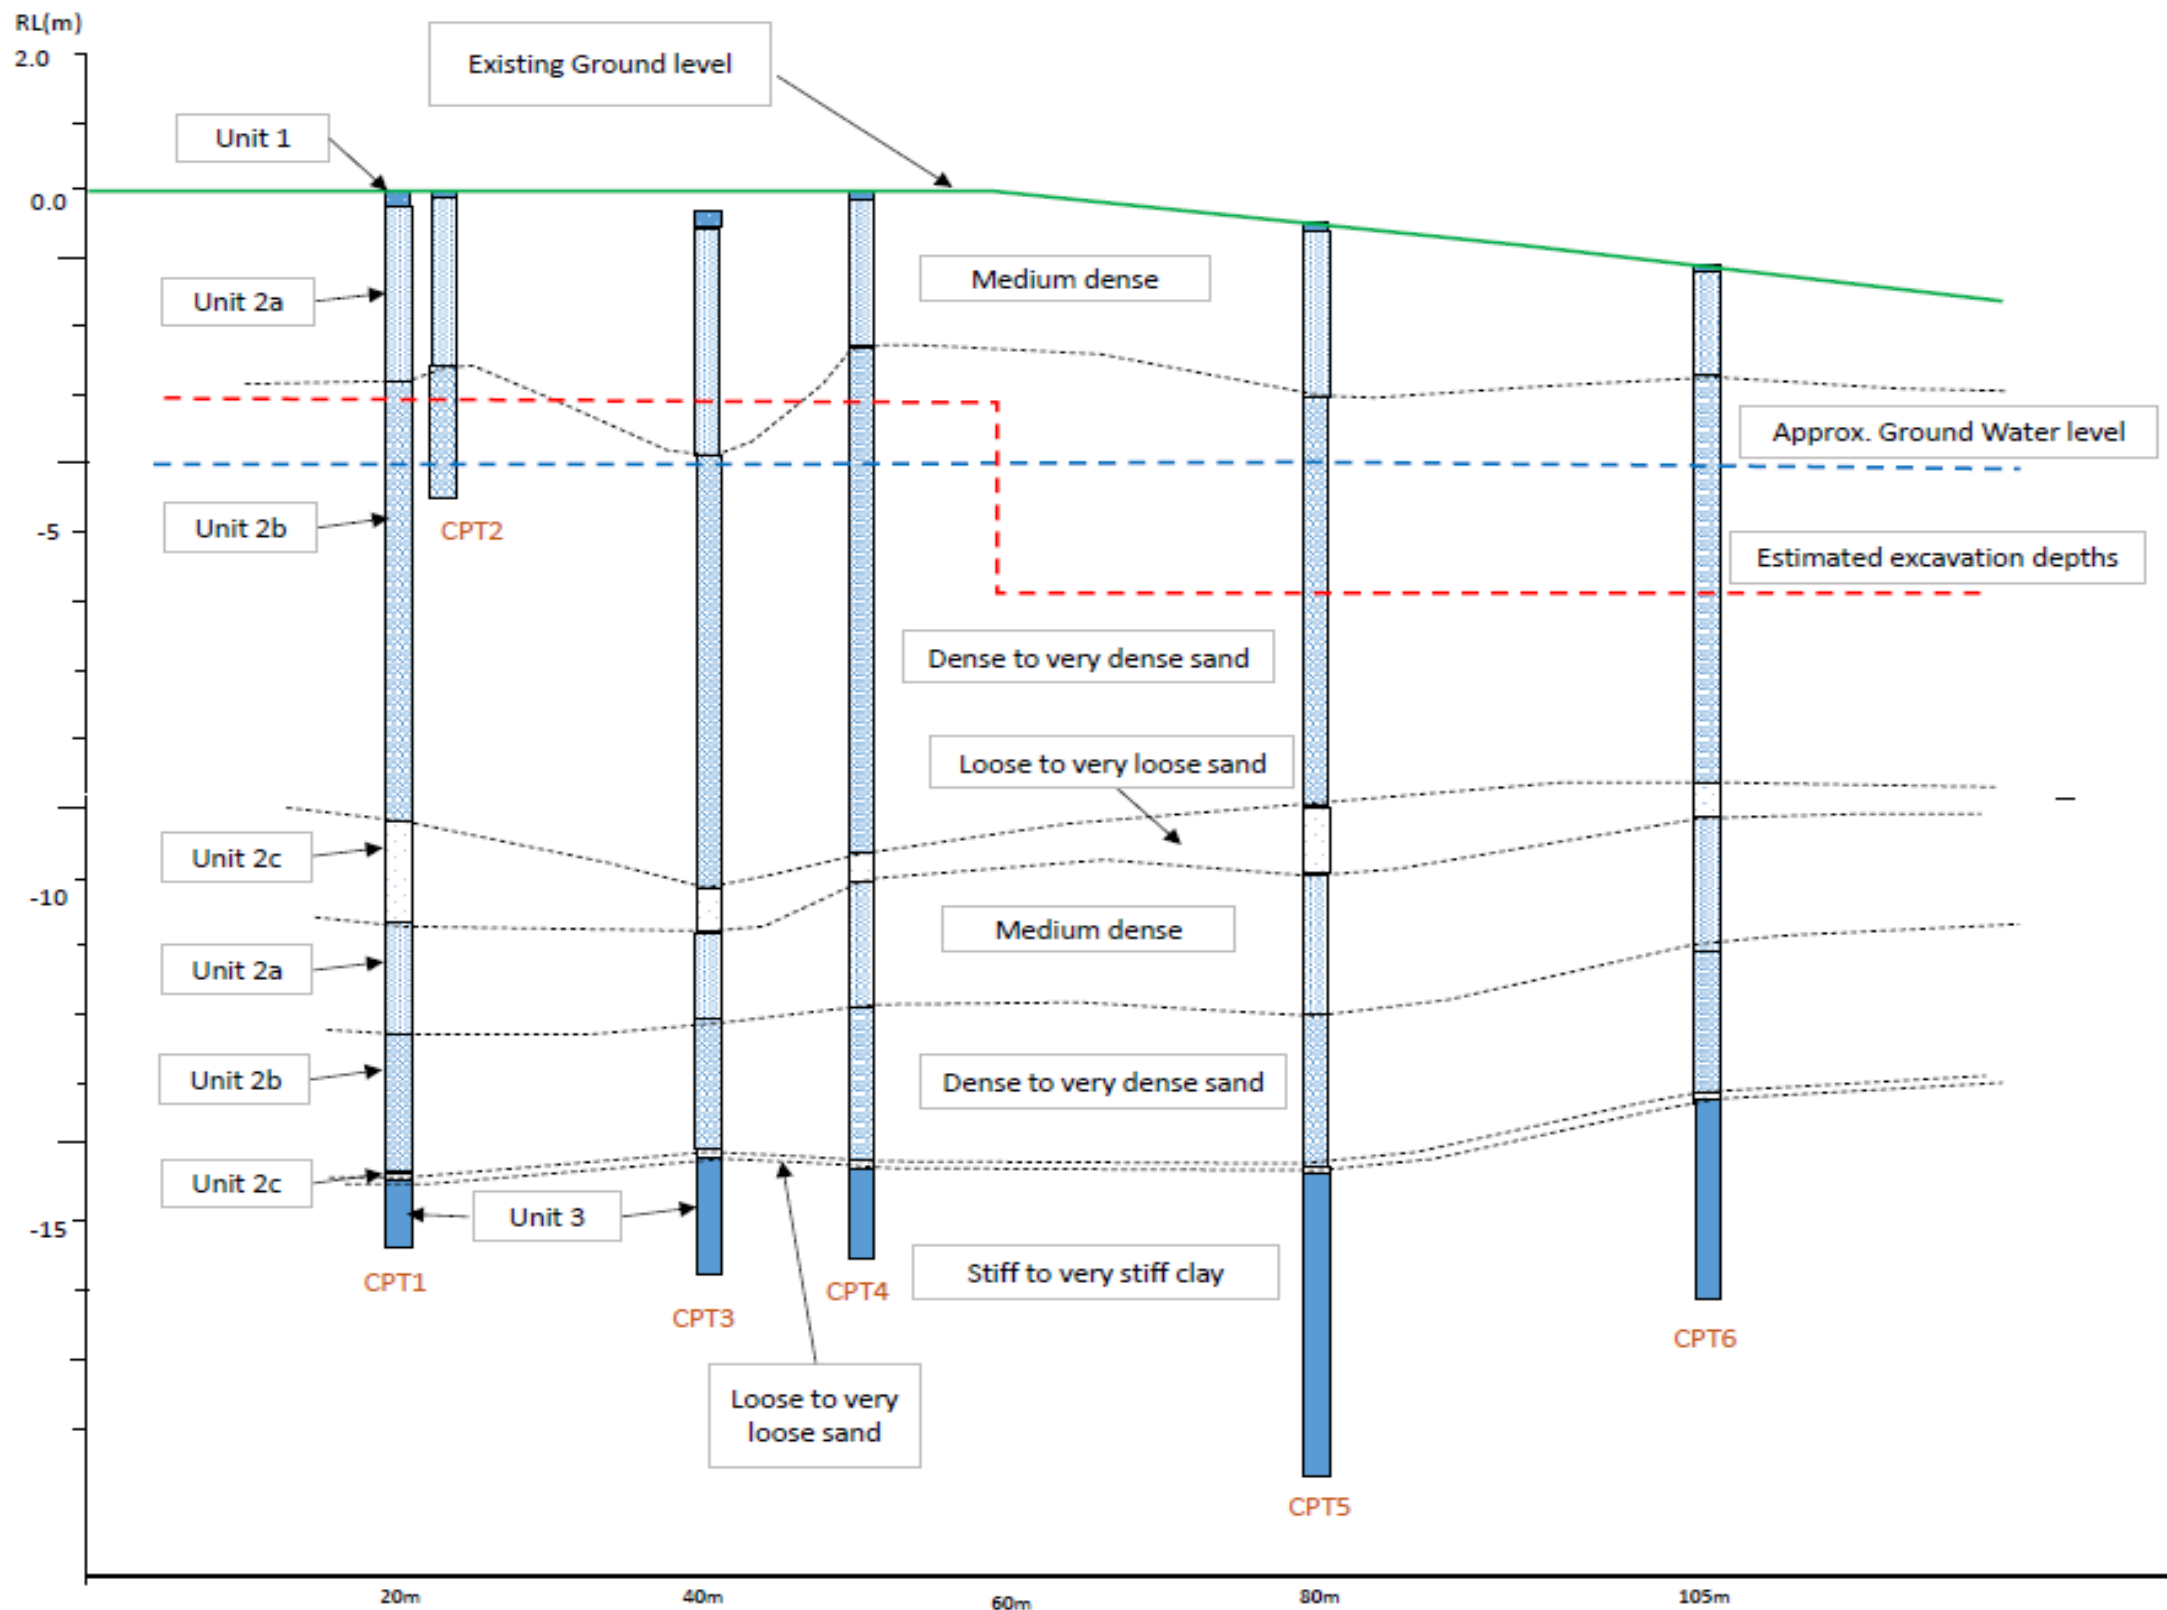 RL(m)
2.0
Existing Ground level
Unit 1
0.0
Medium dense
Unit 2a
Approx. Ground Water level
Unit 2b
CPT2
-5
Estimated excavation depths
Dense to very dense sand
Loose to very loose sand
Unit 2c
-10
Medium dense
Unit 2a
Unit 2b
Dense to very dense sand
Unit 2c
Unit 3
-15
Stiff to very stiff clay
CPT1
CPT4
CPT3
CPT6
Loose to very
loose sand
CPT5
20m
40m
60m
80m
105m